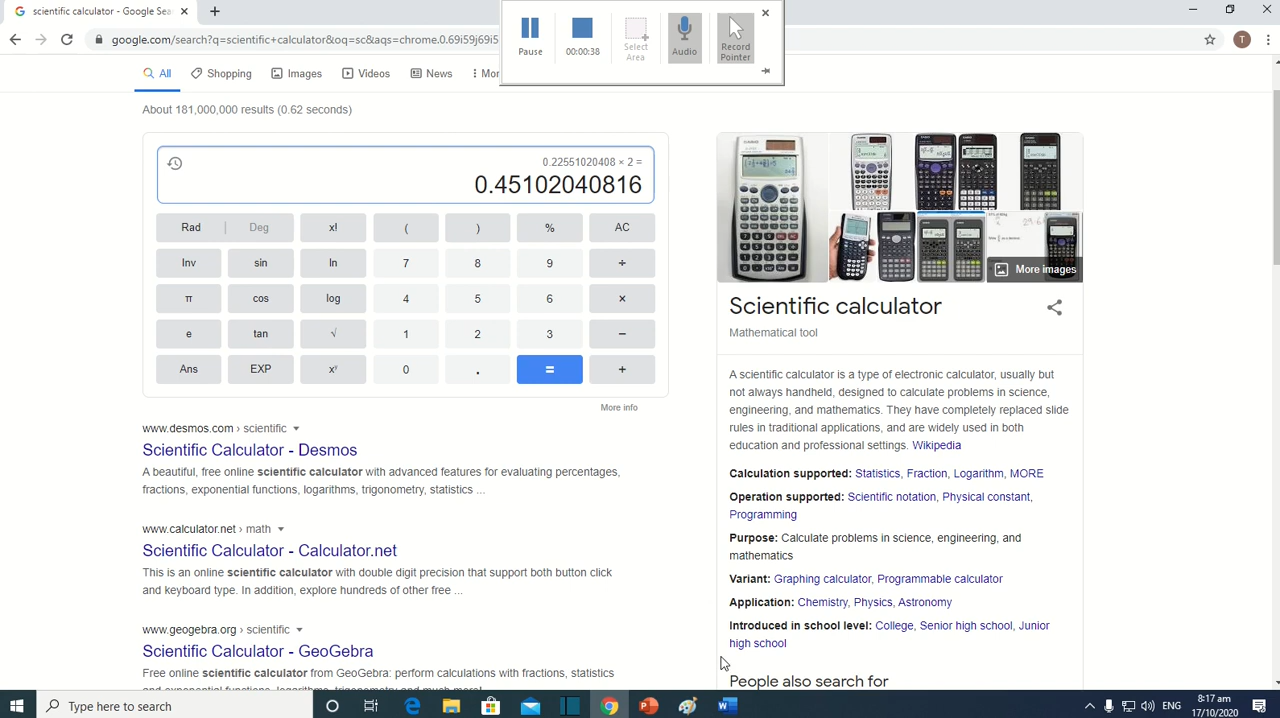 scientific calculator - Google Sea
google.com/search?q=scientific+calculator&oq=sc&aqs=chrome.0.69i59j69i5
T
Pause
00:00:38
Select
Area
Audio
Record
Pointer
All
Shopping
Images
Videos
News
Mor
About 181,000,000 results (0.62 seconds)
0.22551020408 × 2 =
0.45102040816
Rad Deg x! ( ) % AC
Inv sin ln 7 8 9 ÷
π cos log 4 5 6 ×
e tan √ 1 2 3 −
Ans EXP xʸ 0 . = +
More info
www.desmos.com › scientific
Scientific Calculator - Desmos
A beautiful, free online scientific calculator with advanced features for evaluating percentages,
fractions, exponential functions, logarithms, trigonometry, statistics ...
www.calculator.net › math
Scientific Calculator - Calculator.net
This is an online scientific calculator with double digit precision that support both button click
and keyboard type. In addition, explore hundreds of other free ...
www.geogebra.org › scientific
Scientific Calculator - GeoGebra
Free online scientific calculator from GeoGebra: perform calculations with fractions, statistics
and exponential functions, logarithms, trigonometry and much more!
More images
Scientific calculator
Mathematical tool
A scientific calculator is a type of electronic calculator, usually but
not always handheld, designed to calculate problems in science,
engineering, and mathematics. They have completely replaced slide
rules in traditional applications, and are widely used in both
education and professional settings. Wikipedia
Calculation supported: Statistics, Fraction, Logarithm, MORE
Operation supported: Scientific notation, Physical constant,
Programming
Purpose: Calculate problems in science, engineering, and
mathematics
Variant: Graphing calculator, Programmable calculator
Application: Chemistry, Physics, Astronomy
Introduced in school level: College, Senior high school, Junior
high school
People also search for
Type here to search
ENG
8:17 am
17/10/2020